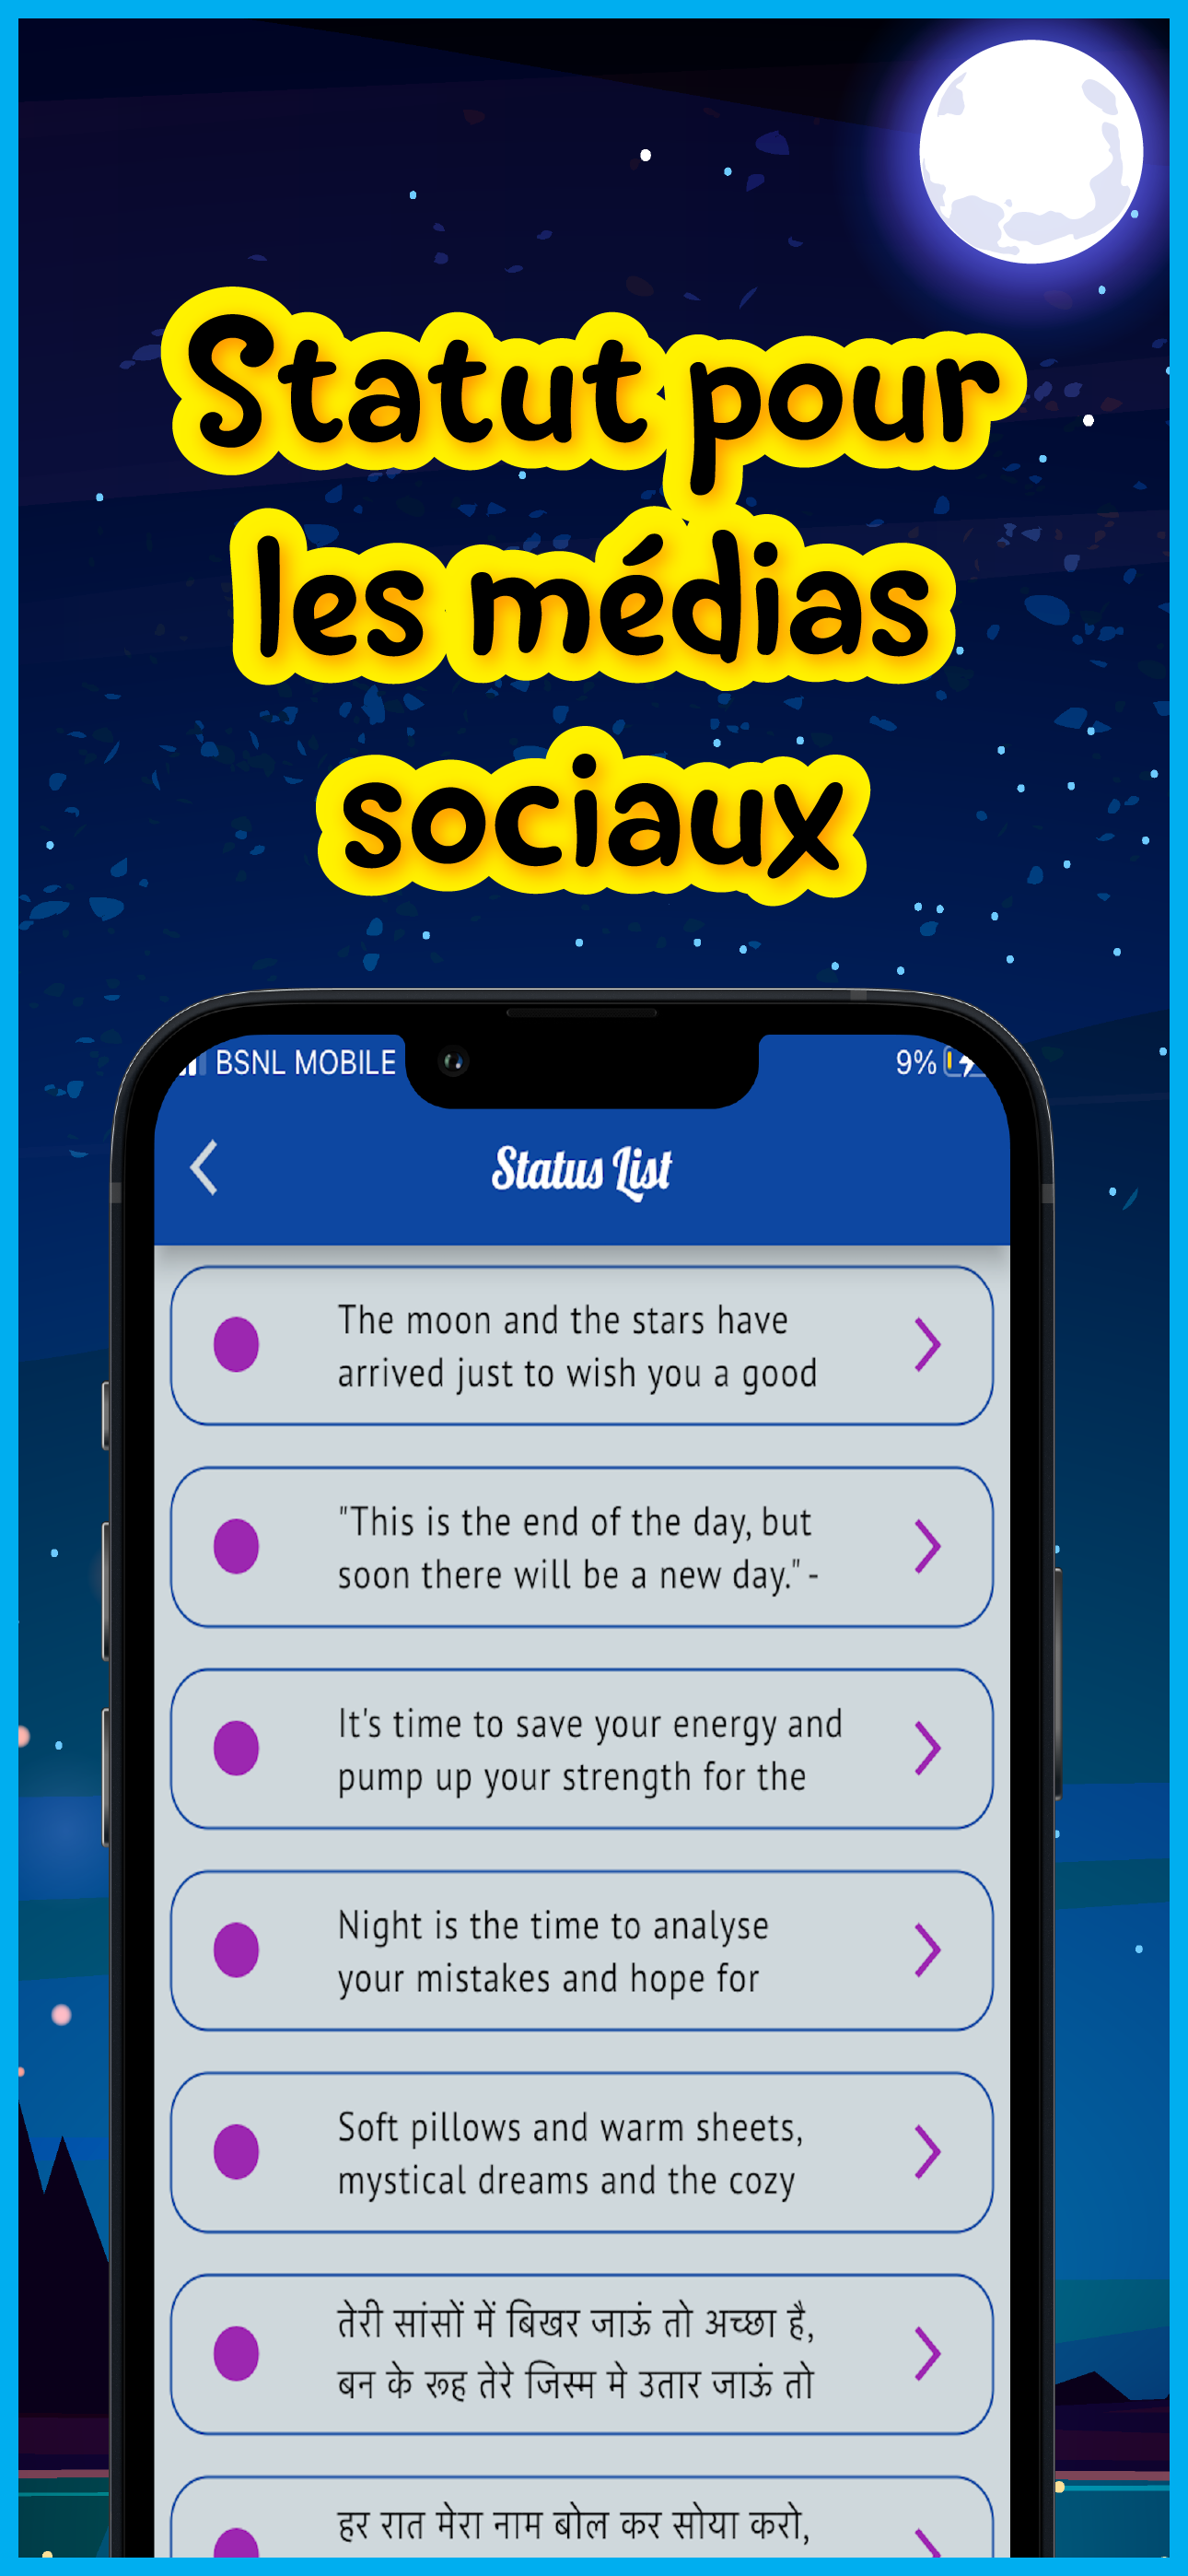 Statut pour
les médias
sociaux
BSNL MOBILE
9%
Status List
The moon and the stars have
arrived just to wish you a good
"This is the end of the day, but
soon there will be a new day." -
It's time to save your energy and
pump up your strength for the
Night is the time to analyse
your mistakes and hope for
Soft pillows and warm sheets,
mystical dreams and the cozy
तेरी सांसों में बिखर जाऊं तो अच्छा है,
बन के रूह तेरे जिस्म मे उतार जाऊं तो
हर रात मेरा नाम बोल कर सोया करो,